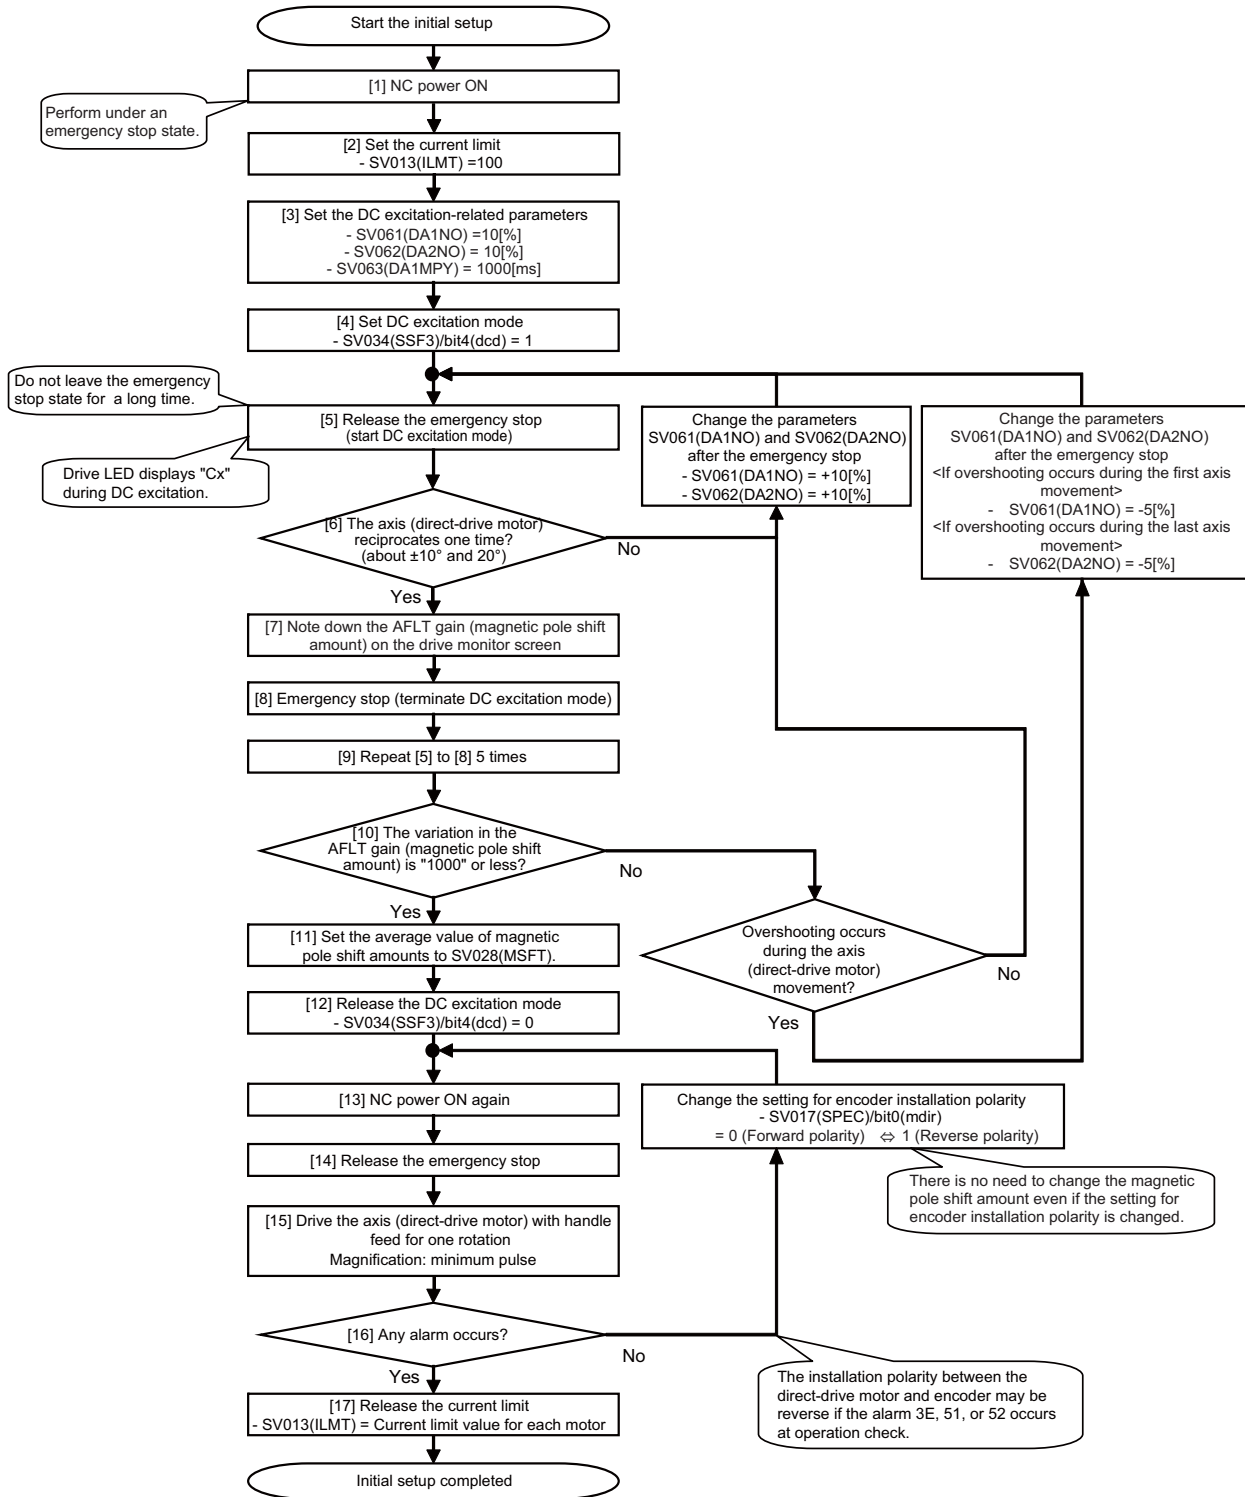 Start the initial setup
[1] NC power ON
Perform under an
emergency stop state.
[2] Set the current limit
- SV013(ILMT) =100
[3] Set the DC excitation-related parameters
- SV061(DA1NO) =10[%]
- SV062(DA2NO) = 10[%]
- SV063(DA1MPY) = 1000[ms]
[4] Set DC excitation mode
- SV034(SSF3)/bit4(dcd) = 1
Do not leave the emergency
stop state for  a long time.
[5] Release the emergency stop
(start DC excitation mode)
Drive LED displays "Cx"
during DC excitation.
Change the parameters
SV061(DA1NO) and SV062(DA2NO)
after the emergency stop
- SV061(DA1NO) = +10[%]
- SV062(DA2NO) = +10[%]
Change the parameters
SV061(DA1NO) and SV062(DA2NO)
after the emergency stop
<If overshooting occurs during the first axis
movement>
- SV061(DA1NO) = -5[%]
<If overshooting occurs during the last axis
movement>
- SV062(DA2NO) = -5[%]
[6] The axis (direct-drive motor)
reciprocates one time?
(about ±10° and 20°)
No
Yes
[7] Note down the AFLT gain (magnetic pole shift
amount) on the drive monitor screen
[8] Emergency stop (terminate DC excitation mode)
[9] Repeat [5] to [8] 5 times
[10] The variation in the
AFLT gain (magnetic pole shift
amount) is "1000" or less?
No
Yes
Overshooting occurs
during the axis
(direct-drive motor)
movement?
No
Yes
[11] Set the average value of magnetic
pole shift amounts to SV028(MSFT).
[12] Release the DC excitation mode
- SV034(SSF3)/bit4(dcd) = 0
[13] NC power ON again
Change the setting for encoder installation polarity
- SV017(SPEC)/bit0(mdir)
= 0 (Forward polarity) ⇔ 1 (Reverse polarity)
There is no need to change the magnetic
pole shift amount even if the setting for
encoder installation polarity is changed.
[14] Release the emergency stop
[15] Drive the axis (direct-drive motor) with handle
feed for one rotation
Magnification: minimum pulse
[16] Any alarm occurs?
No
Yes
The installation polarity between the
direct-drive motor and encoder may be
reverse if the alarm 3E, 51, or 52 occurs
at operation check.
[17] Release the current limit
- SV013(ILMT) = Current limit value for each motor
Initial setup completed